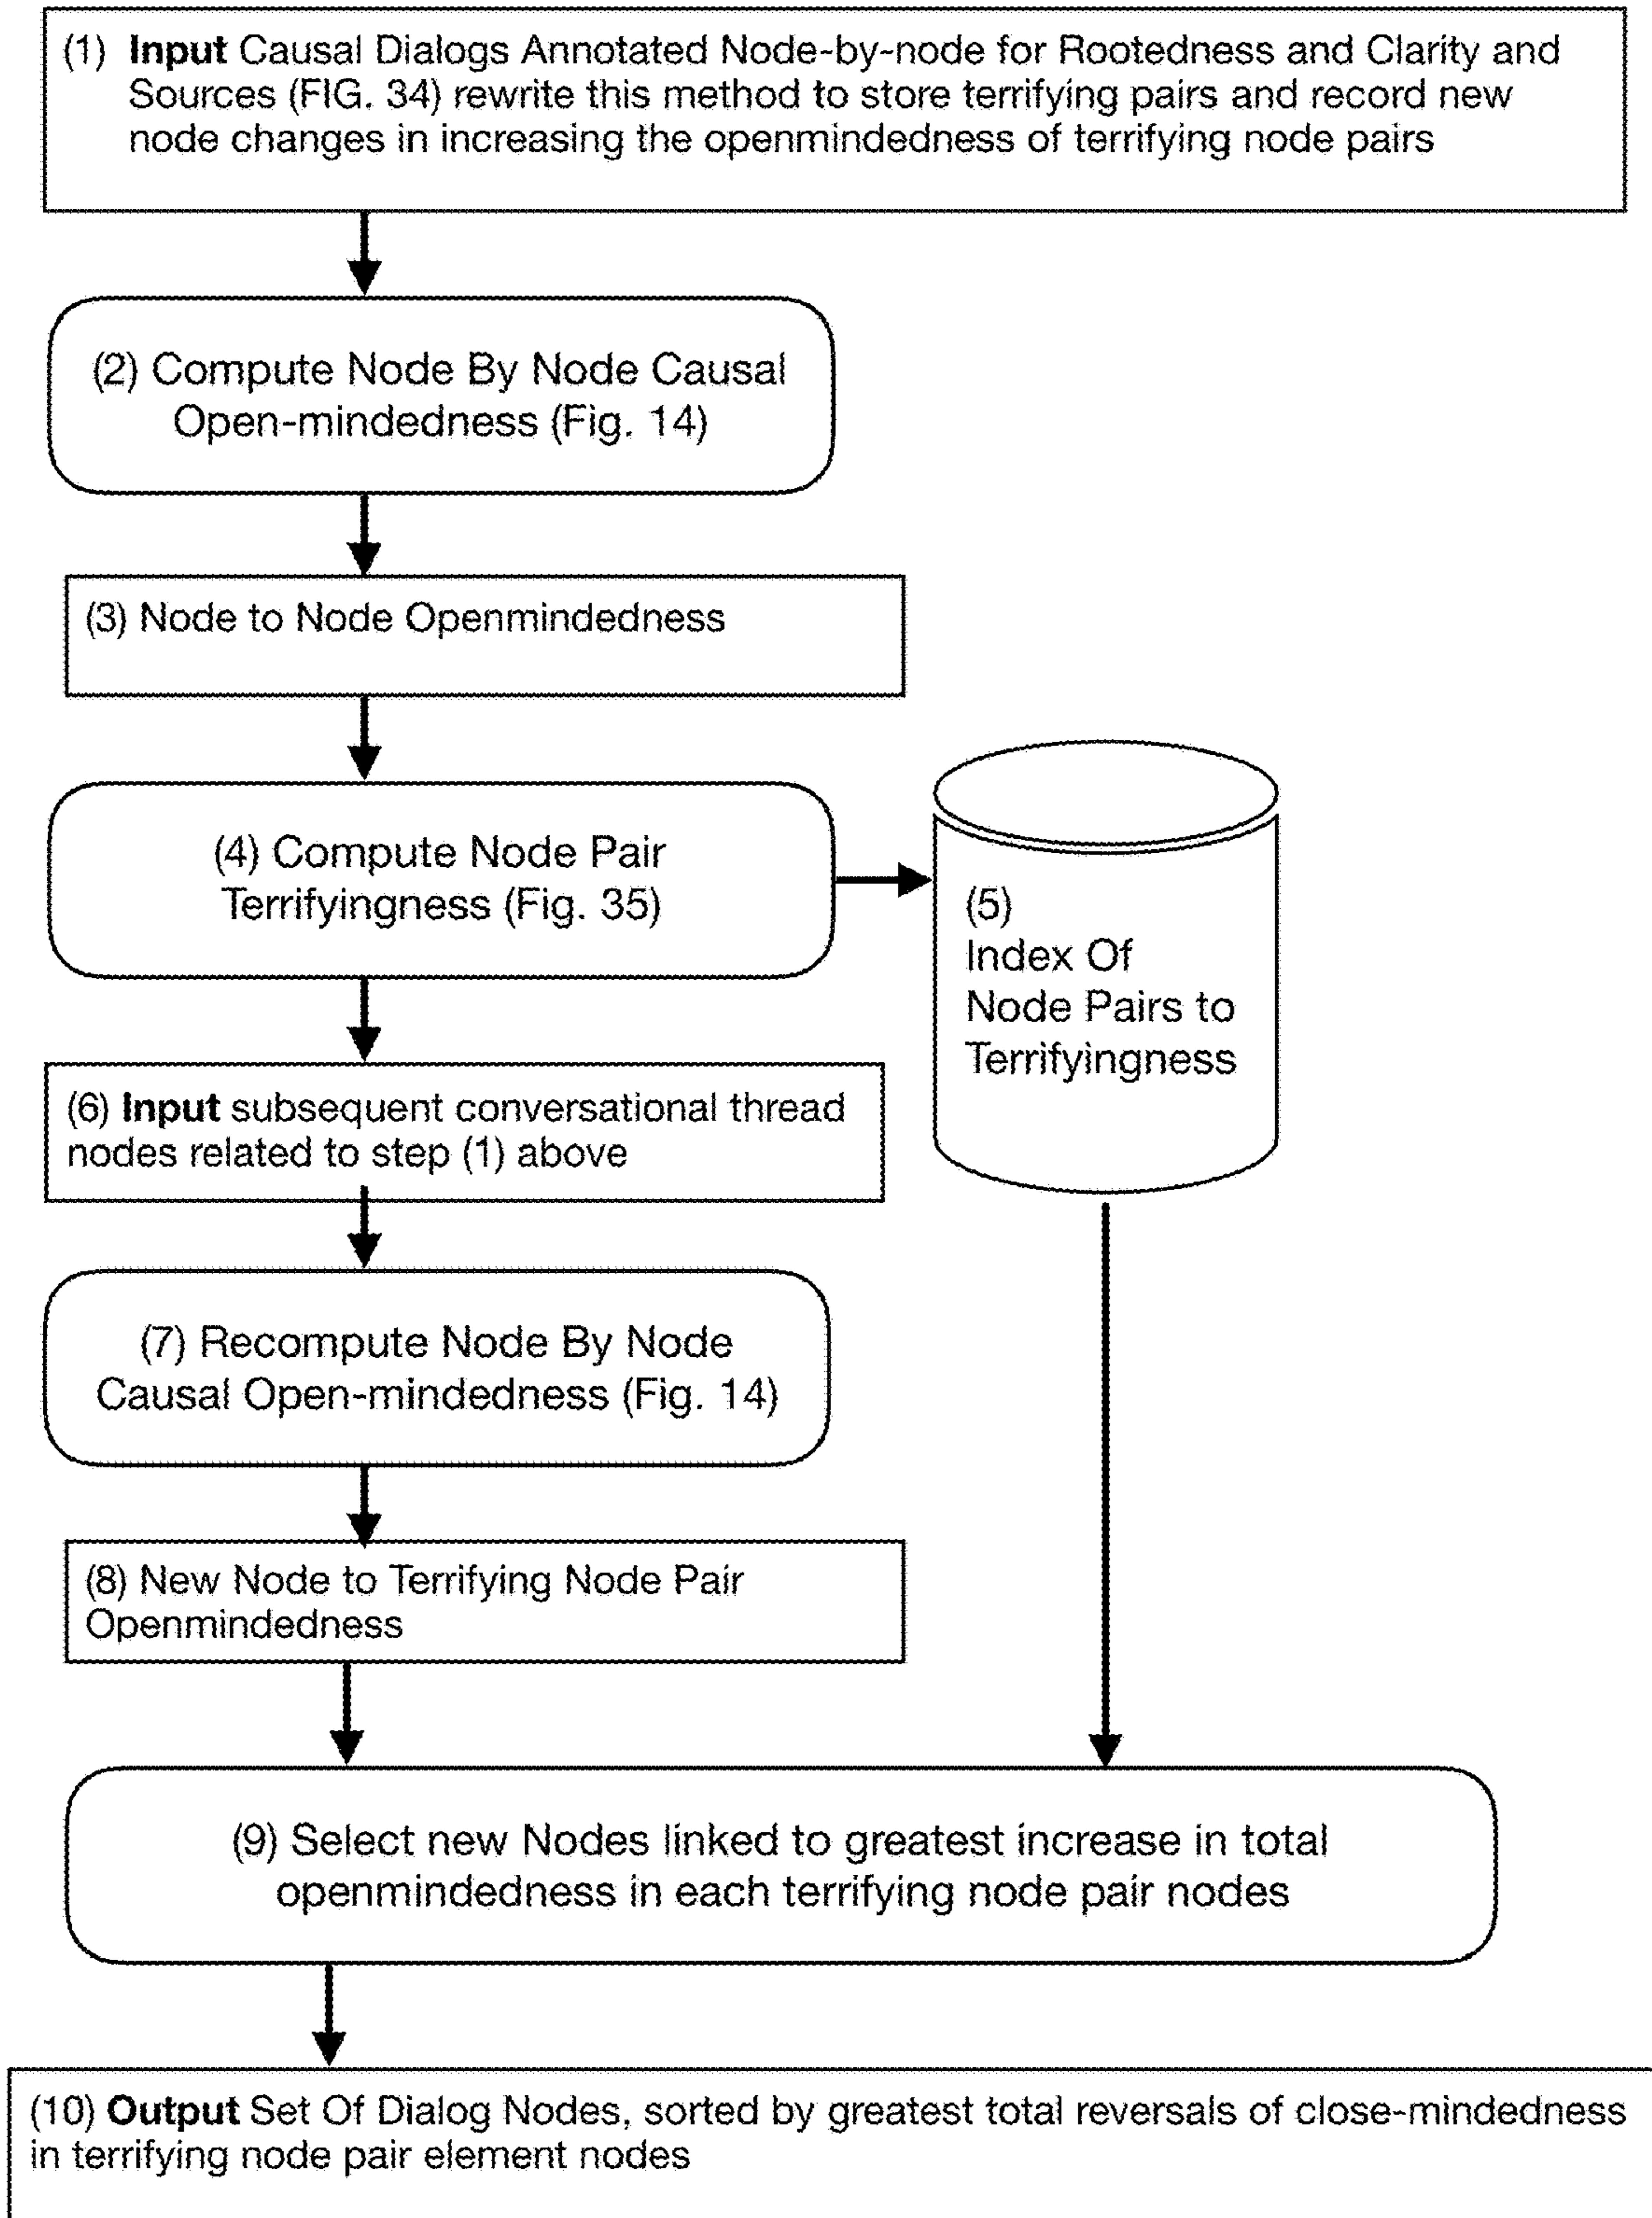 (1) Input Causal Dialogs Annotated Node-by-node for Rootedness and Clarity and
Sources (FIG. 34) rewrite this method to store terrifying pairs and record new
node changes in increasing the openmindedness of terrifying node pairs
(2) Compute Node By Node Causal
Open-mindedness (Fig. 14)
(3) Node to Node Openmindedness
(4) Compute Node Pair
Terrifyingness (Fig. 35)
(5)
Index Of
Node Pairs to
Terrifyingness
(6) Input subsequent conversational thread
nodes related to step (1) above
(7) Recompute Node By Node
Causal Open-mindedness (Fig. 14)
(8) New Node to Terrifying Node Pair
Openmindedness
(9) Select new Nodes linked to greatest increase in total
openmindedness in each terrifying node pair nodes
(10) Output Set Of Dialog Nodes, sorted by greatest total reversals of close-mindedness
in terrifying node pair element nodes